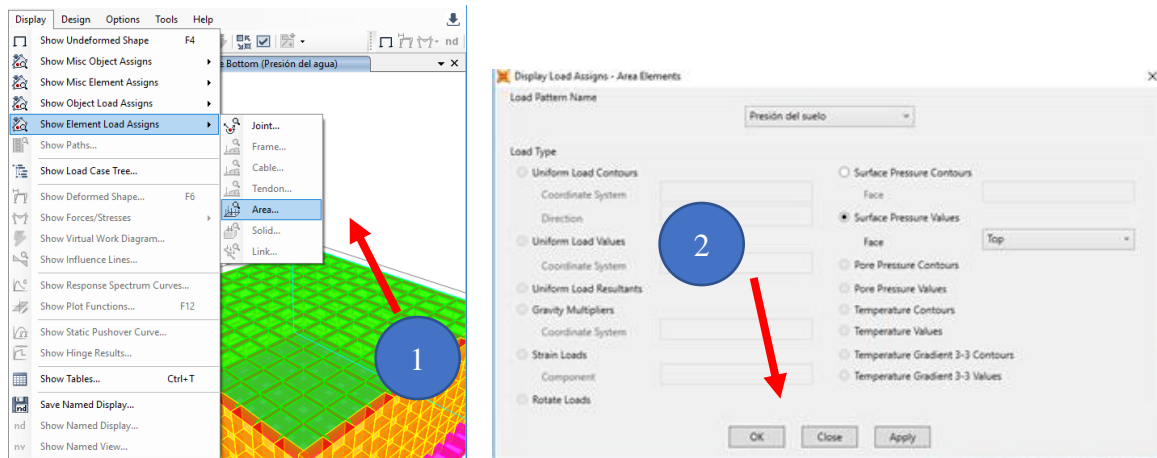 Display Design Options Tools Help
Show Undeformed Shape F4
Show Misc Object Assigns
Show Misc Element Assigns
Show Object Load Assigns
Show Element Load Assigns
Show Paths...
Show Load Case Tree...
Show Deformed Shape... F6
Show Forces/Stresses
Show Virtual Work Diagram...
Show Influence Lines...
Show Response Spectrum Curves...
Show Plot Functions... F12
Show Static Pushover Curve...
Show Hinge Results...
Show Tables... Ctrl+T
Save Named Display...
nd Show Named Display...
nv Show Named View...
nd
e Bottom (Presión del agua)
Joint...
Frame...
Cable...
Tendon...
Area...
Solid...
Link...
1
Display Load Assigns - Area Elements
Load Pattern Name
Presión del suelo
Load Type
Uniform Load Contours
Coordinate System
Direction
Uniform Load Values
Coordinate System
Uniform Load Resultants
Gravity Multipliers
Coordinate System
Strain Loads
Component
Rotate Loads
Surface Pressure Contours
Face
Surface Pressure Values
Face Top
Pore Pressure Contours
Pore Pressure Values
Temperature Contours
Temperature Values
Temperature Gradient 3-3 Contours
Temperature Gradient 3-3 Values
2
OK Close Apply